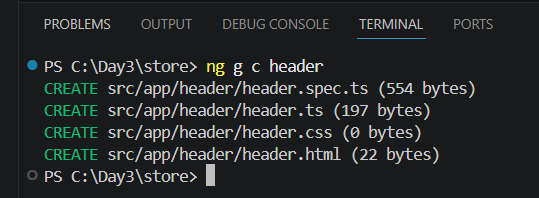 PROBLEMS OUTPUT DEBUG CONSOLE TERMINAL PORTS
PS C:\Day3\store> ng g c header
CREATE src/app/header/header.spec.ts (554 bytes)
CREATE src/app/header/header.ts (197 bytes)
CREATE src/app/header/header.css (0 bytes)
CREATE src/app/header/header.html (22 bytes)
PS C:\Day3\store>